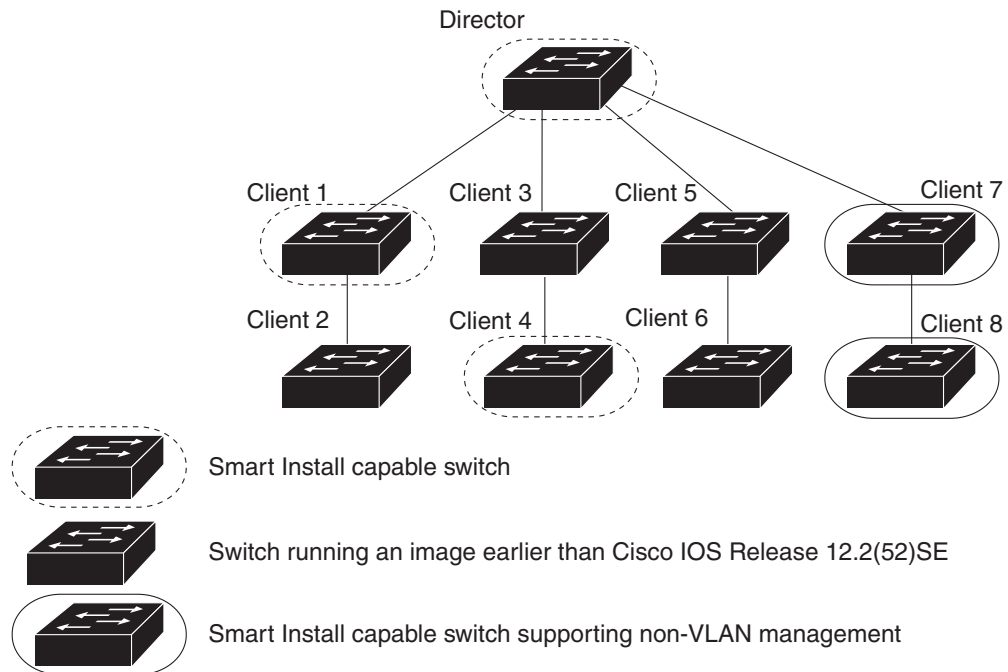 Director
Client 1
Client 3
Client 5
Client 7
Client 2
Client 4
Client 6
Client 8
Smart Install capable switch
Switch running an image earlier than Cisco IOS Release 12.2(52)SE
Smart Install capable switch supporting non-VLAN management